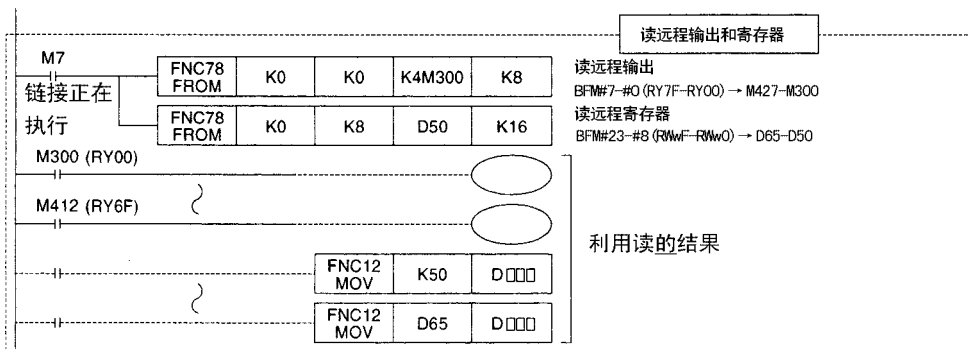 读远程输出和寄存器
M7
链接正在
执行
FNC78 FROM K0 K0 K4M300 K8
读远程输出
BFM#7-#0 (RY7F-RY00) → M427-M300
FNC78 FROM K0 K8 D50 K16
读远程寄存器
BFM#23-#8 (RWwF-RWw0) → D65-D50
M300 (RY00)
M412 (RY6F)
利用读的结果
FNC12 MOV K50 D□□□
FNC12 MOV D65 D□□□